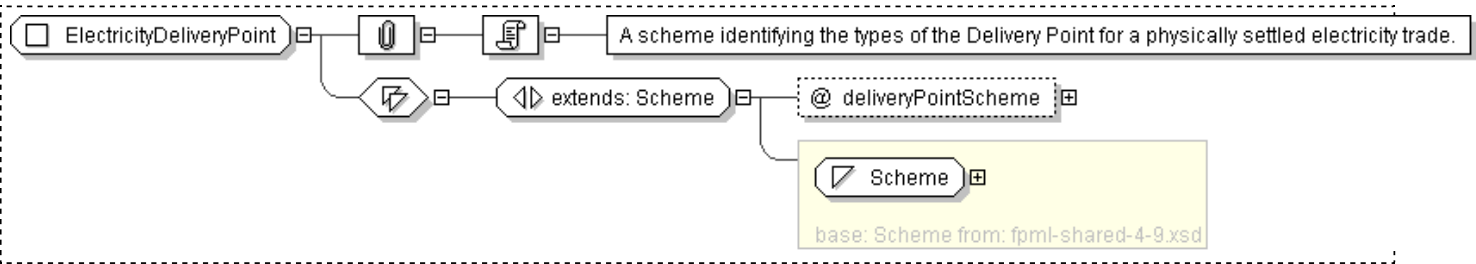 ElectricityDeliveryPoint
A scheme identifying the types of the Delivery Point for a physically settled electricity trade.
extends: Scheme
@ deliveryPointScheme
Scheme
base: Scheme from: fpml-shared-4-9.xsd